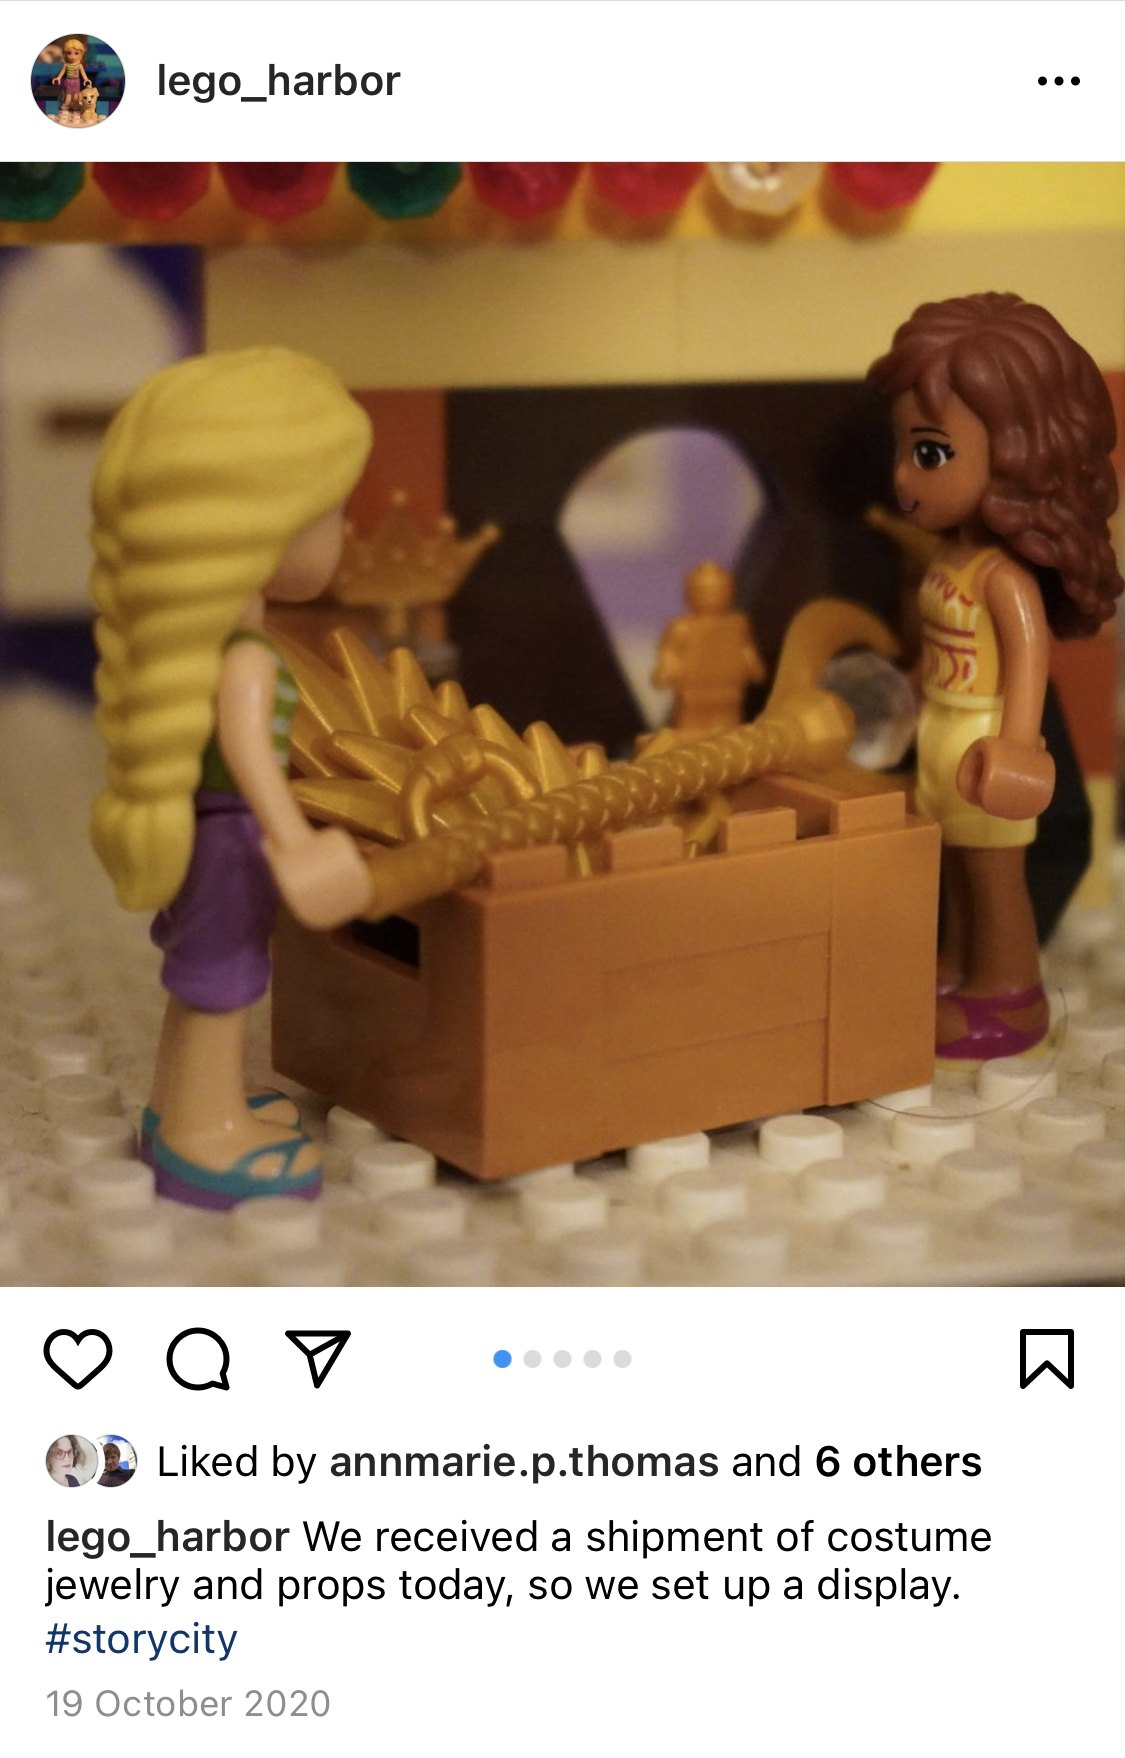 lego_harbor
Liked by annmarie.p.thomas and 6 others
lego_harbor We received a shipment of costume
jewelry and props today, so we set up a display.
#storycity
19 October 2020